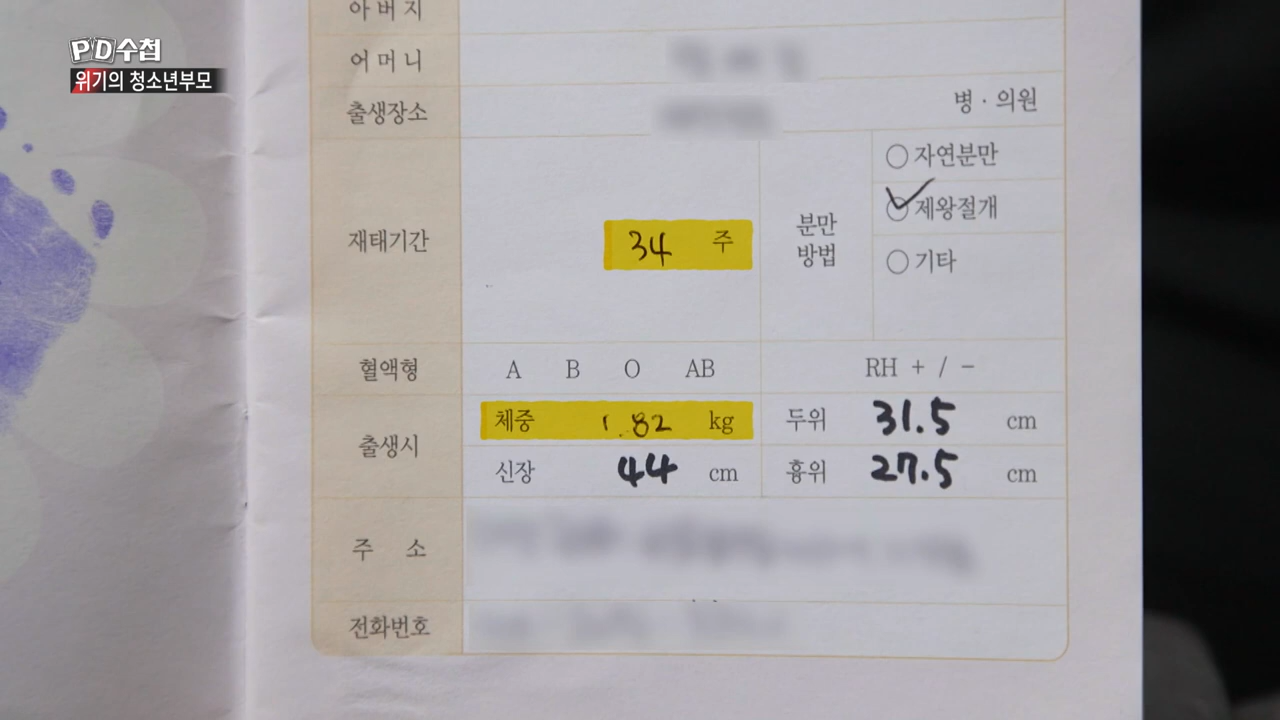 PD수첩
위기의 청소년부모
아버지
어머니
출생장소 병·의원
재태기간 34 주
분만
방법
자연분만
제왕절개
기타
혈액형 A B O AB RH + / -
출생시
체중 1.82 kg 두위 31.5 cm
신장 44 cm 흉위 27.5 cm
주 소
전화번호